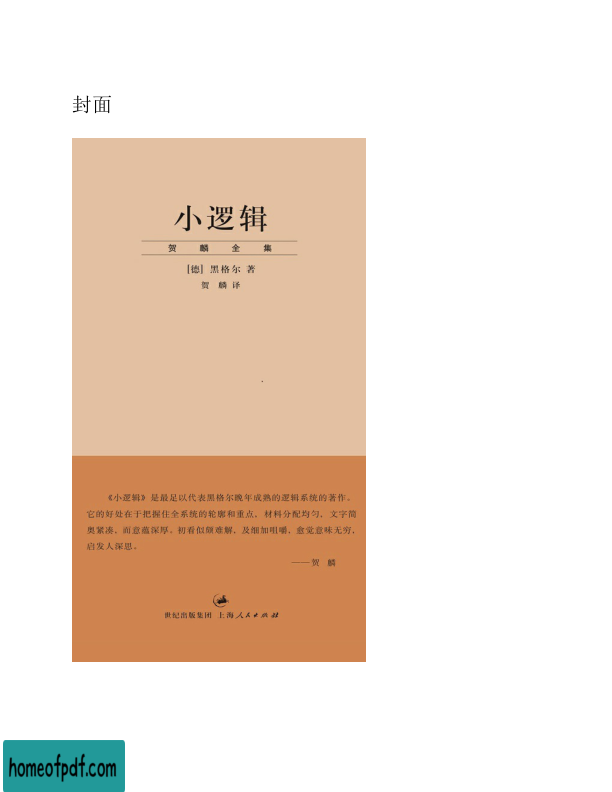 封面
小逻辑
贺麟全集
[德] 黑格尔 著
贺 麟 译
《小逻辑》是最足以代表黑格尔晚年成熟的逻辑系统的著作。
它的好处在于把握住全系统的轮廓和重点，材料分配均匀，文字简
奥紧凑，而意蕴深厚。初看似颇难解，及细加咀嚼，愈觉意味无穷，
启发人深思。
——贺 麟
世纪出版集团 上海人民出版社
homeofpdf.com